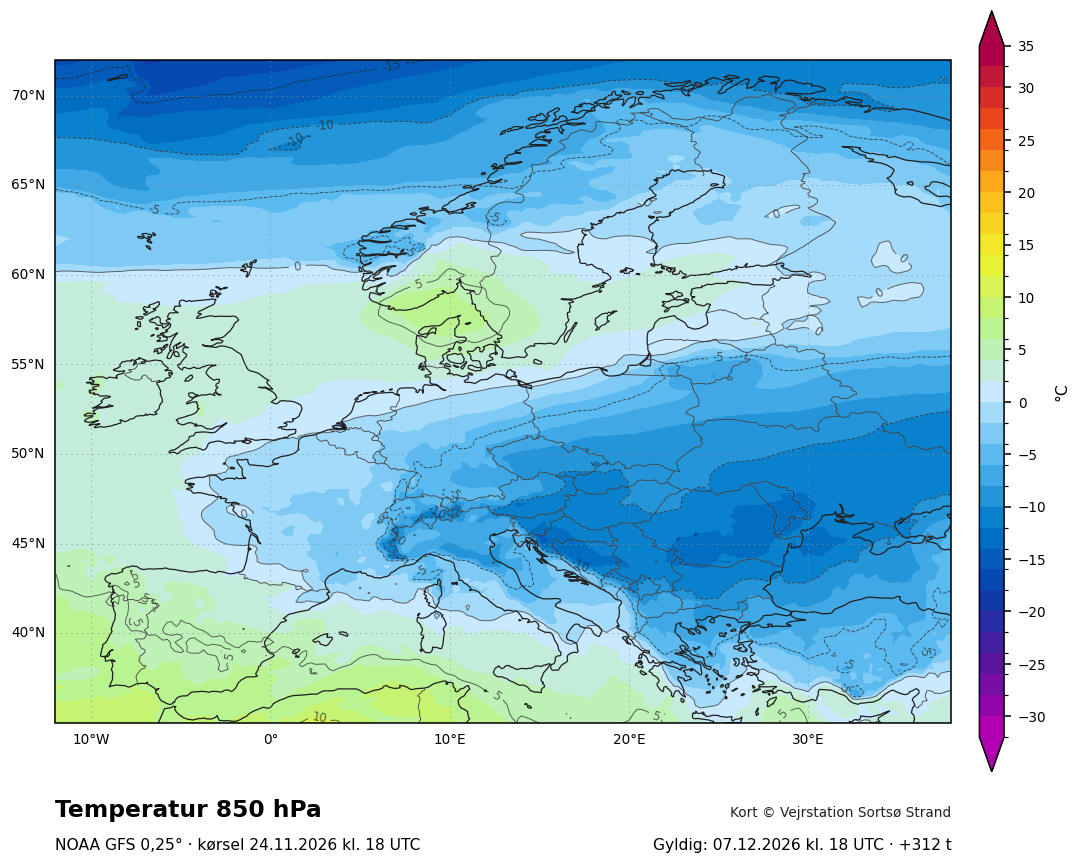 70°N
65°N
60°N
55°N
50°N
45°N
40°N
10°W 0° 10°E 20°E 30°E
35
30
25
20
15
10
5
0
−5
−10
−15
−20
−25
−30
°C
Temperatur 850 hPa
Kort © Vejrstation Sortsø Strand
NOAA GFS 0,25° · kørsel 24.11.2026 kl. 18 UTC
Gyldig: 07.12.2026 kl. 18 UTC · +312 t